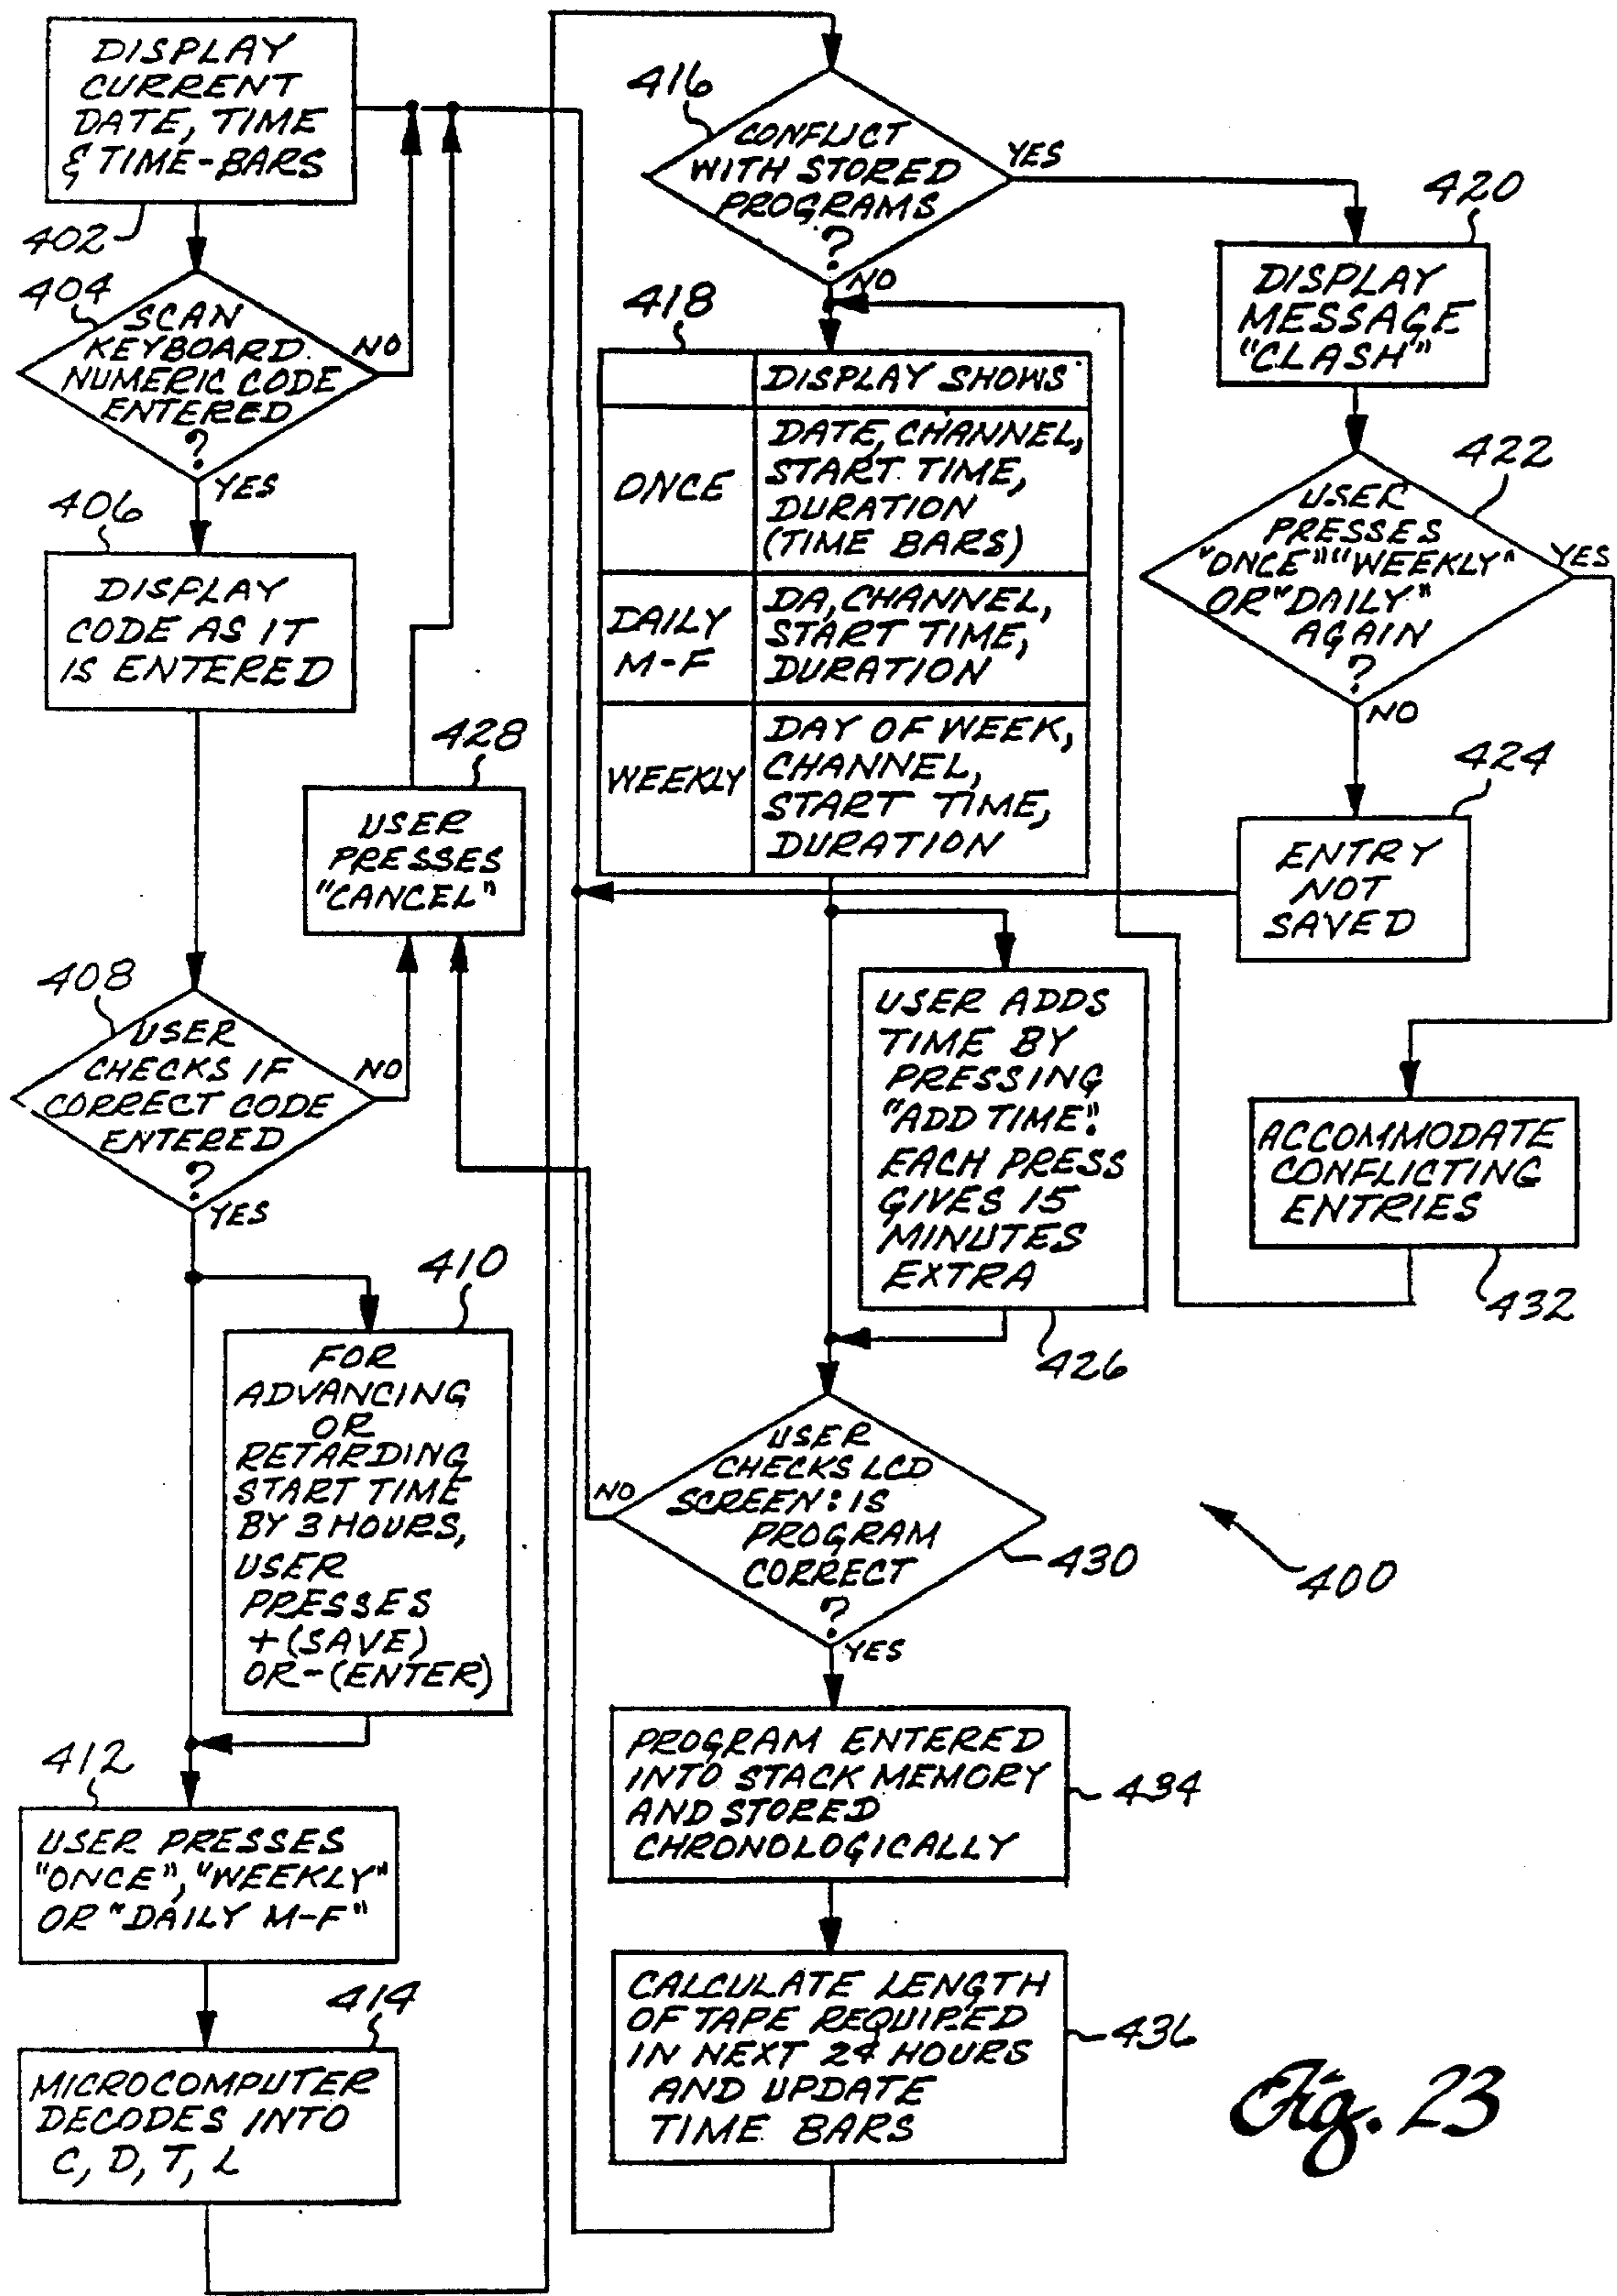 DISPLAY
CURRENT
DATE, TIME
& TIME-BARS
402
404
SCAN
KEYBOARD.
NUMERIC CODE
ENTERED
?
NO
YES
406
DISPLAY
CODE AS IT
IS ENTERED
428
USER
PRESSES
"CANCEL"
408
USER
CHECKS IF
CORRECT CODE
ENTERED
?
NO
YES
410
FOR
ADVANCING
OR
RETARDING
START TIME
BY 3 HOURS,
USER
PRESSES
+(SAVE)
OR-(ENTER)
412
USER PRESSES
"ONCE", "WEEKLY"
OR "DAILY M-F"
414
MICROCOMPUTER
DECODES INTO
C, D, T, L
416
CONFLICT
WITH STORED
PROGRAMS
?
YES
NO
418
DISPLAY SHOWS
ONCE
DATE, CHANNEL,
START TIME,
DURATION
(TIME BARS)
DAILY
M-F
DA, CHANNEL,
START TIME,
DURATION
WEEKLY
DAY OF WEEK,
CHANNEL,
START TIME,
DURATION
420
DISPLAY
MESSAGE
"CLASH"
422
USER
PRESSES
"ONCE" "WEEKLY"
OR "DAILY"
AGAIN
?
YES
NO
424
ENTRY
NOT
SAVED
USER ADDS
TIME BY
PRESSING
"ADD TIME".
EACH PRESS
GIVES 15
MINUTES
EXTRA
426
ACCOMMODATE
CONFLICTING
ENTRIES
432
USER
CHECKS LCD
SCREEN: IS
PROGRAM
CORRECT
?
NO
YES
430
400
PROGRAM ENTERED
INTO STACK MEMORY
AND STORED
CHRONOLOGICALLY
434
CALCULATE LENGTH
OF TAPE REQUIRED
IN NEXT 24 HOURS
AND UPDATE
TIME BARS
436
Fig. 23